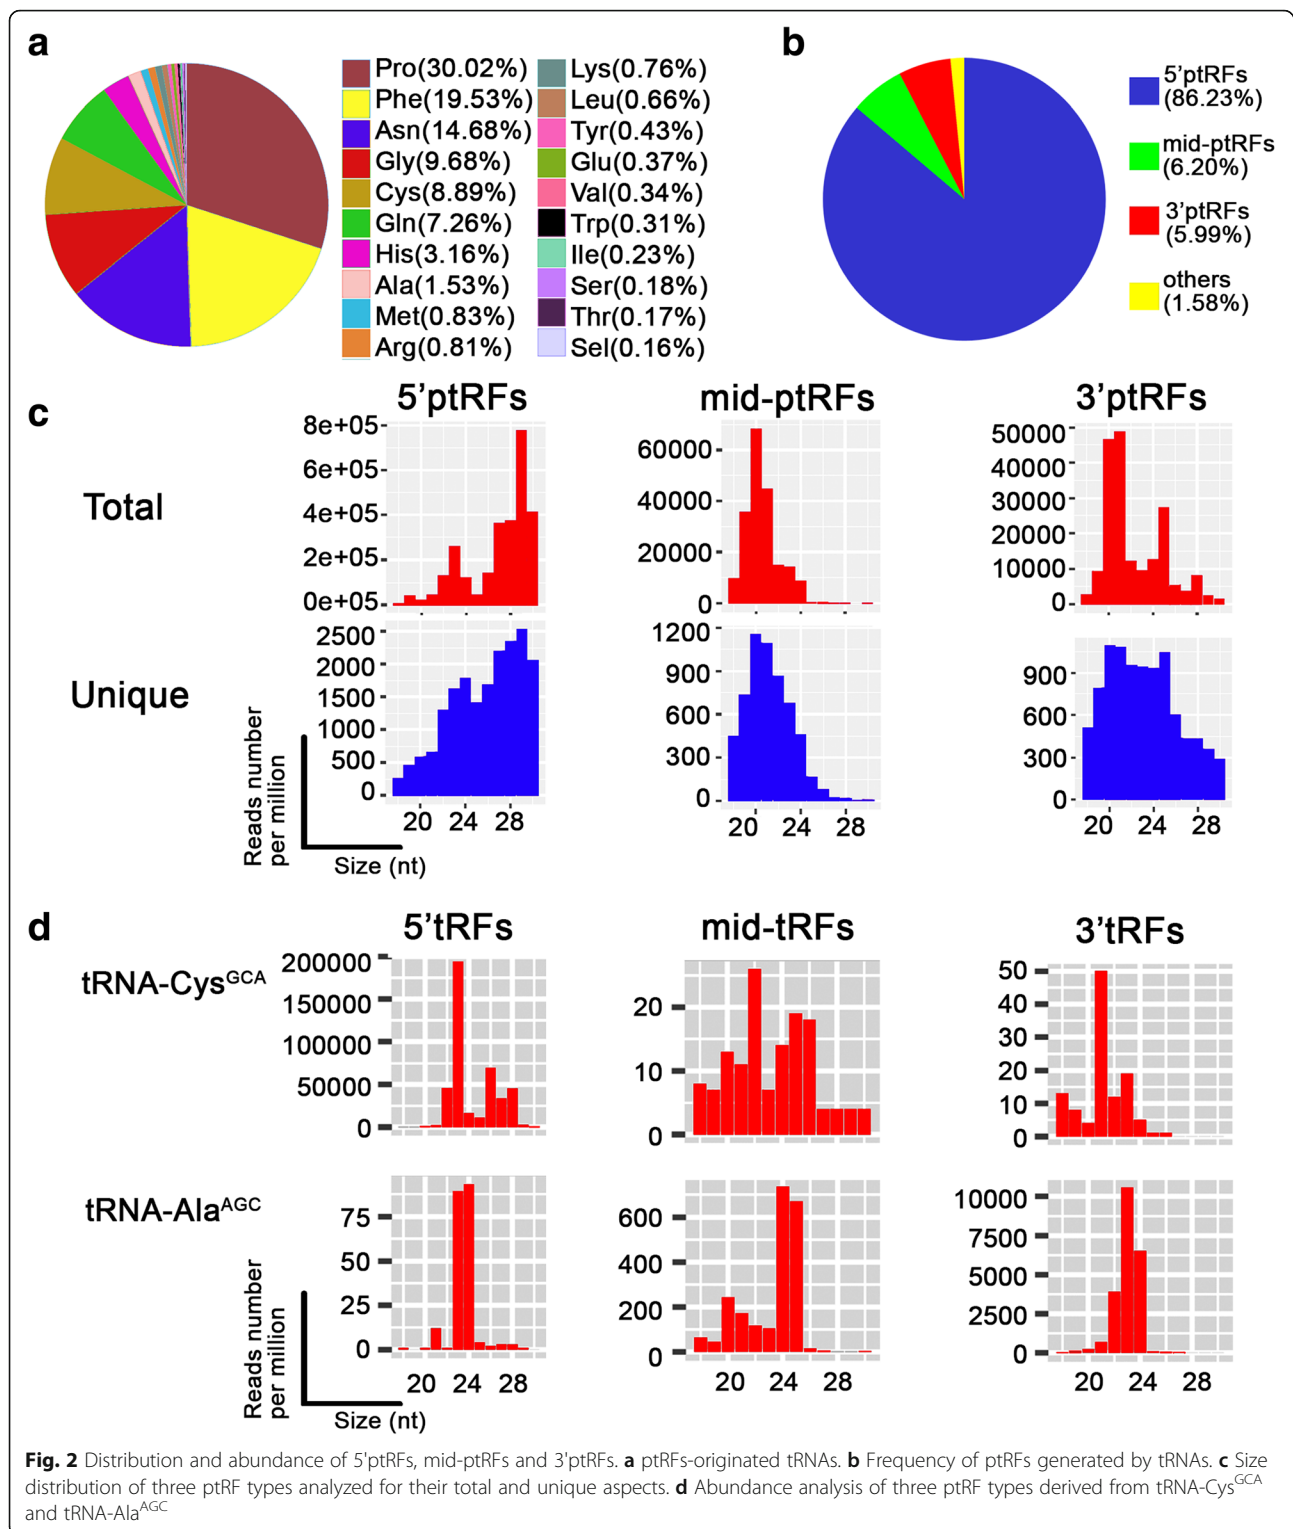 a
Pro(30.02%)
Phe(19.53%)
Asn(14.68%)
Gly(9.68%)
Cys(8.89%)
Gln(7.26%)
His(3.16%)
Ala(1.53%)
Met(0.83%)
Arg(0.81%)
Lys(0.76%)
Leu(0.66%)
Tyr(0.43%)
Glu(0.37%)
Val(0.34%)
Trp(0.31%)
Ile(0.23%)
Ser(0.18%)
Thr(0.17%)
Sel(0.16%)
b
5'ptRFs
(86.23%)
mid-ptRFs
(6.20%)
3'ptRFs
(5.99%)
others
(1.58%)
c
5'ptRFs
mid-ptRFs
3'ptRFs
Total
8e+05
6e+05
4e+05
2e+05
0e+05
60000
40000
20000
0
50000
40000
30000
20000
10000
0
Unique
2500
2000
1500
1000
500
0
20 24 28
1200
900
600
300
0
20 24 28
900
600
300
0
20 24 28
Reads number
per million
Size (nt)
d
5'tRFs
mid-tRFs
3'tRFs
tRNA-CysGCA
200000
150000
100000
50000
0
20
10
0
50
40
30
20
10
0
tRNA-AlaAGC
75
50
25
0
20 24 28
600
400
200
0
20 24 28
10000
7500
5000
2500
0
20 24 28
Reads number
per million
Size (nt)
Fig. 2 Distribution and abundance of 5'ptRFs, mid-ptRFs and 3'ptRFs. a ptRFs-originated tRNAs. b Frequency of ptRFs generated by tRNAs. c Size
distribution of three ptRF types analyzed for their total and unique aspects. d Abundance analysis of three ptRF types derived from tRNA-CysGCA
and tRNA-AlaAGC